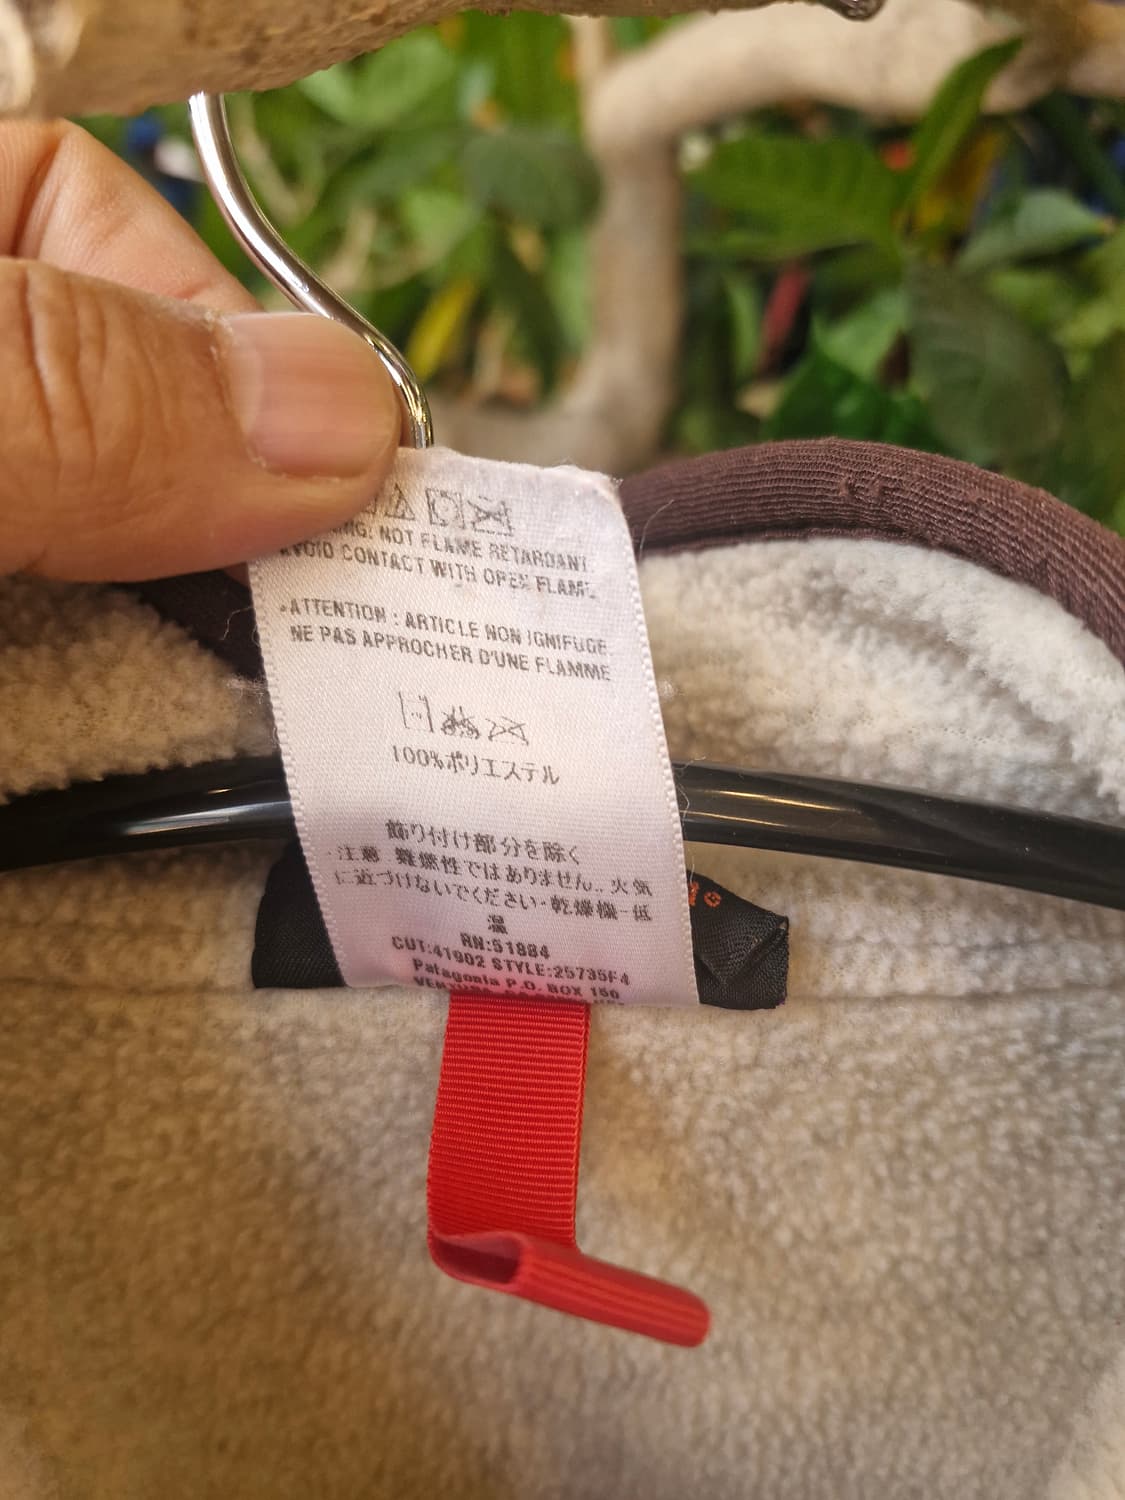 NOT FLAME RETARDANT
AVOID CONTACT WITH OPEN FLAME
ATTENTION : ARTICLE NON IGNIFUGE
NE PAS APPROCHER D'UNE FLAMME
100%ポリエステル
飾り付け部分を除く
注意 難燃性ではありません.. 火気
に近づけないでください・乾燥機-低
温
RN:51884
CUT:41902 STYLE:25735F4
Patagonia P.O. BOX 150